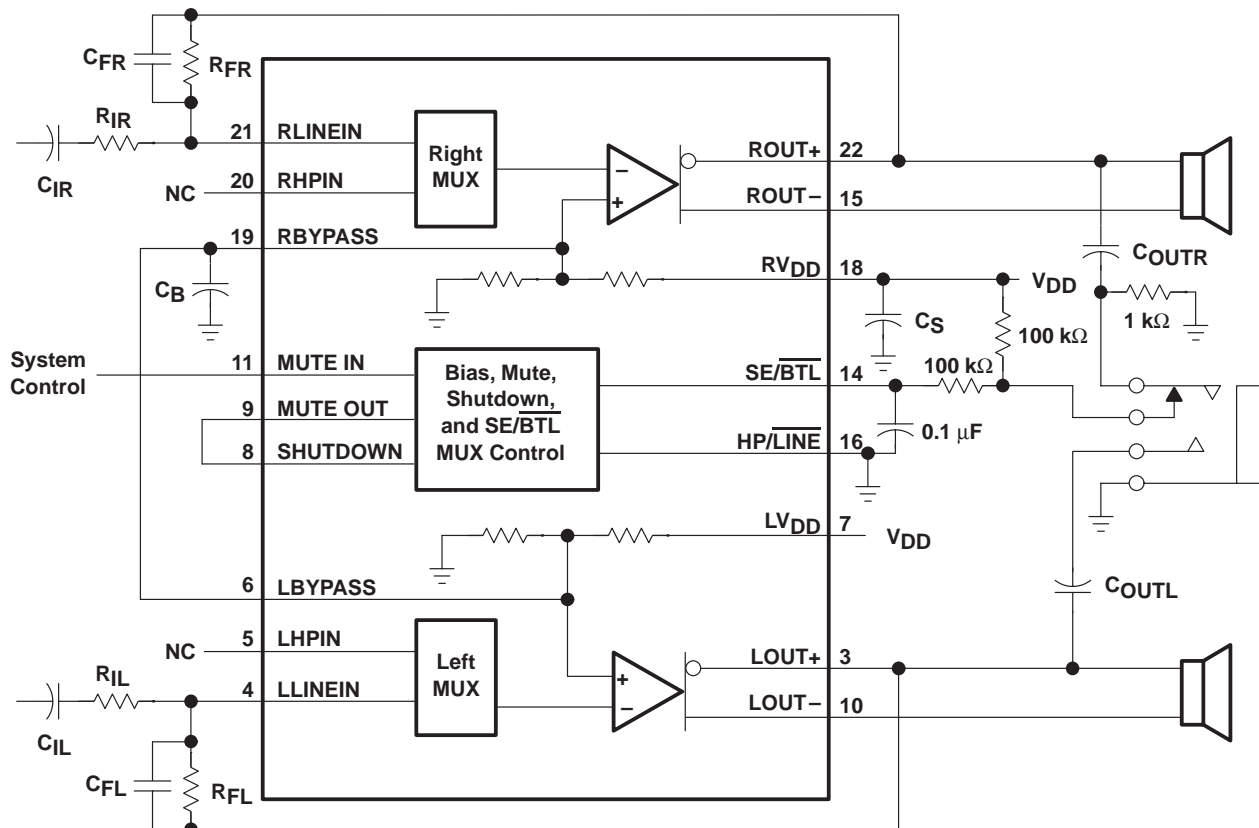 CFR
RFR
RIR
CIR
21 RLINEIN
NC 20 RHPIN
19 RBYPASS
CB
Right
MUX
−
+
ROUT+ 22
ROUT− 15
COUTR
RVDD 18
VDD
CS
1 kΩ
100 kΩ
100 kΩ
System
Control
11 MUTE IN
9 MUTE OUT
8 SHUTDOWN
Bias, Mute,
Shutdown,
and SE/BTL
MUX Control
SE/BTL 14
0.1 μF
HP/LINE 16
LVDD 7
VDD
6 LBYPASS
COUTL
NC 5 LHPIN
4 LLINEIN
RIL
CIL
CFL
RFL
Left
MUX
+
−
LOUT+ 3
LOUT− 10